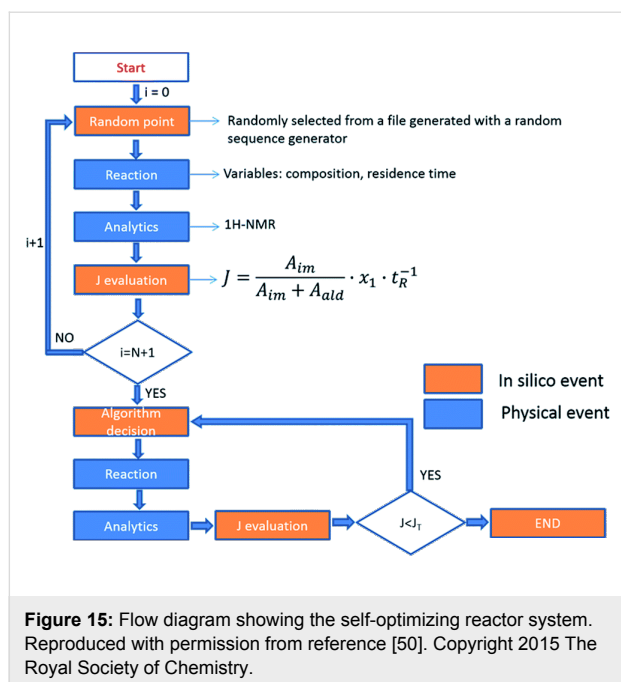 Start
i = 0
Random point
Randomly selected from a file generated with a random
sequence generator
Reaction
Variables: composition, residence time
Analytics
1H-NMR
i+1
J evaluation
J = A_im / (A_im + A_ald) · x_1 · t_R^-1
NO
i=N+1
YES
Algorithm
decision
In silico event
Physical event
Reaction
YES
Analytics
J evaluation
J<J_T
END
Figure 15: Flow diagram showing the self-optimizing reactor system.
Reproduced with permission from reference [50]. Copyright 2015 The
Royal Society of Chemistry.